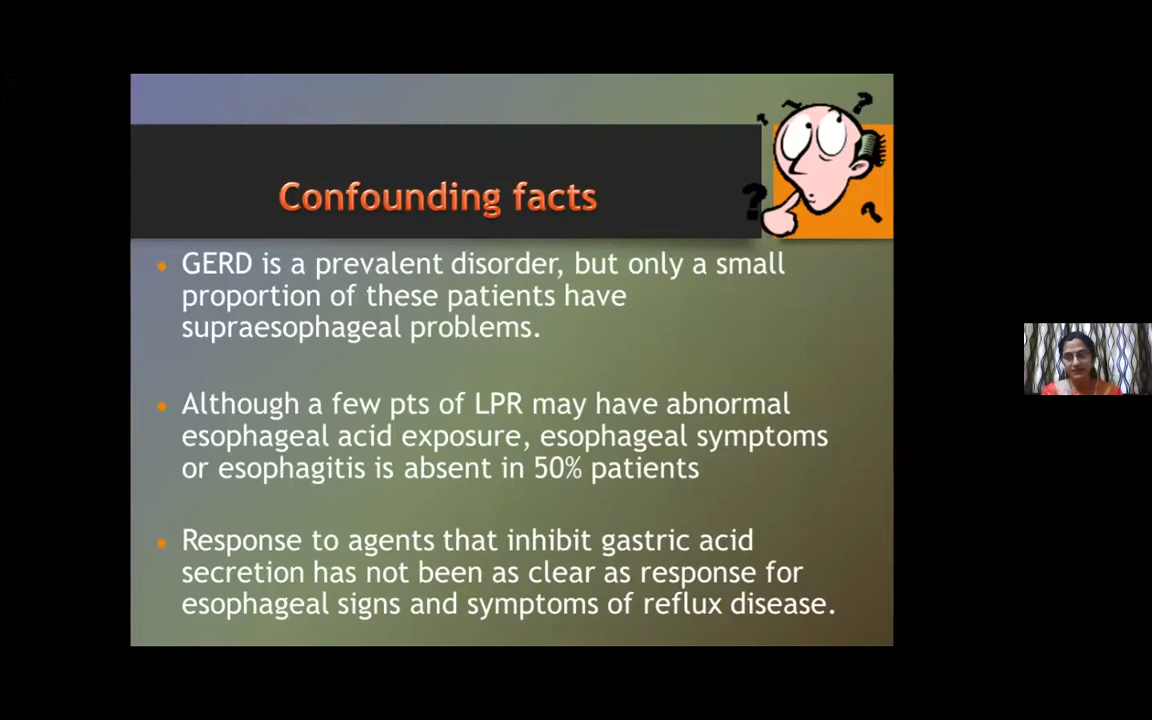 Confounding facts
GERD is a prevalent disorder, but only a small
proportion of these patients have
supraesophageal problems.
Although a few pts of LPR may have abnormal
esophageal acid exposure, esophageal symptoms
or esophagitis is absent in 50% patients
Response to agents that inhibit gastric acid
secretion has not been as clear as response for
esophageal signs and symptoms of reflux disease.